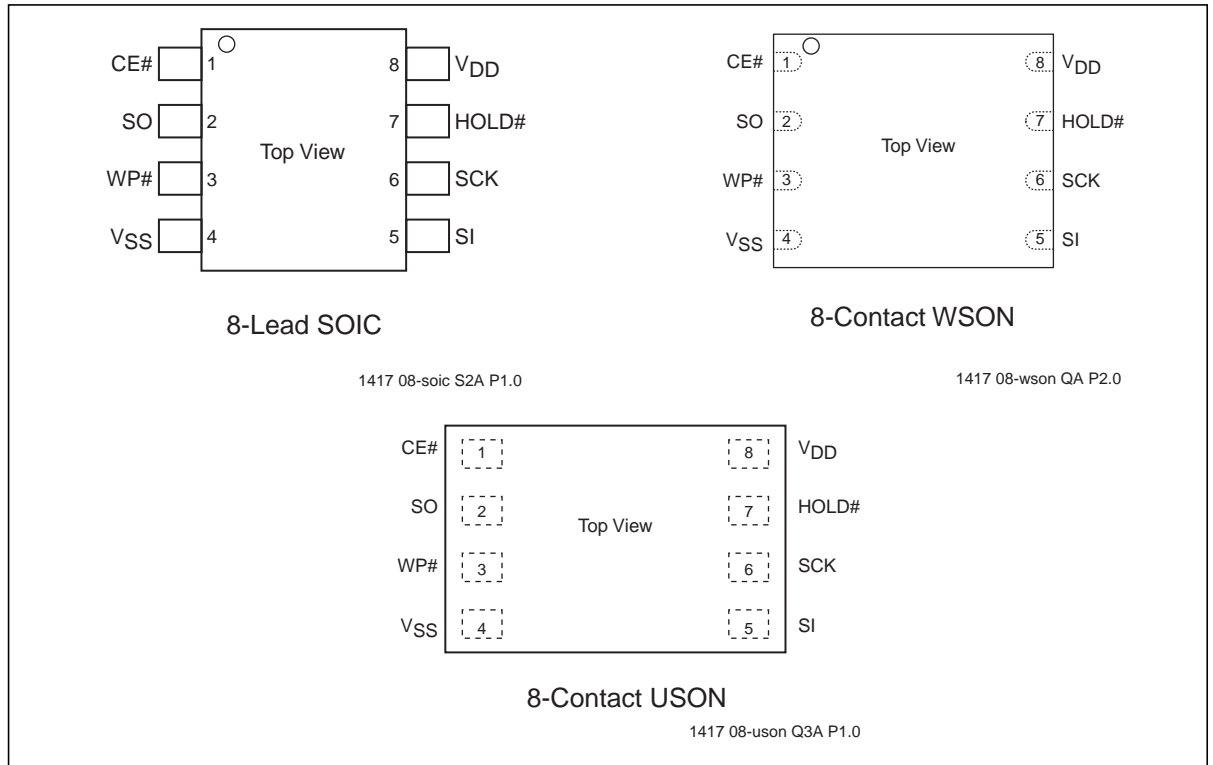 CE# 1 8 VDD
SO 2 7 HOLD#
Top View
WP# 3 6 SCK
VSS 4 5 SI
8-Lead SOIC
1417 08-soic S2A P1.0
CE# 1 8 VDD
SO 2 7 HOLD#
Top View
WP# 3 6 SCK
VSS 4 5 SI
8-Contact WSON
1417 08-wson QA P2.0
CE# 1 8 VDD
SO 2 7 HOLD#
Top View
WP# 3 6 SCK
VSS 4 5 SI
8-Contact USON
1417 08-uson Q3A P1.0